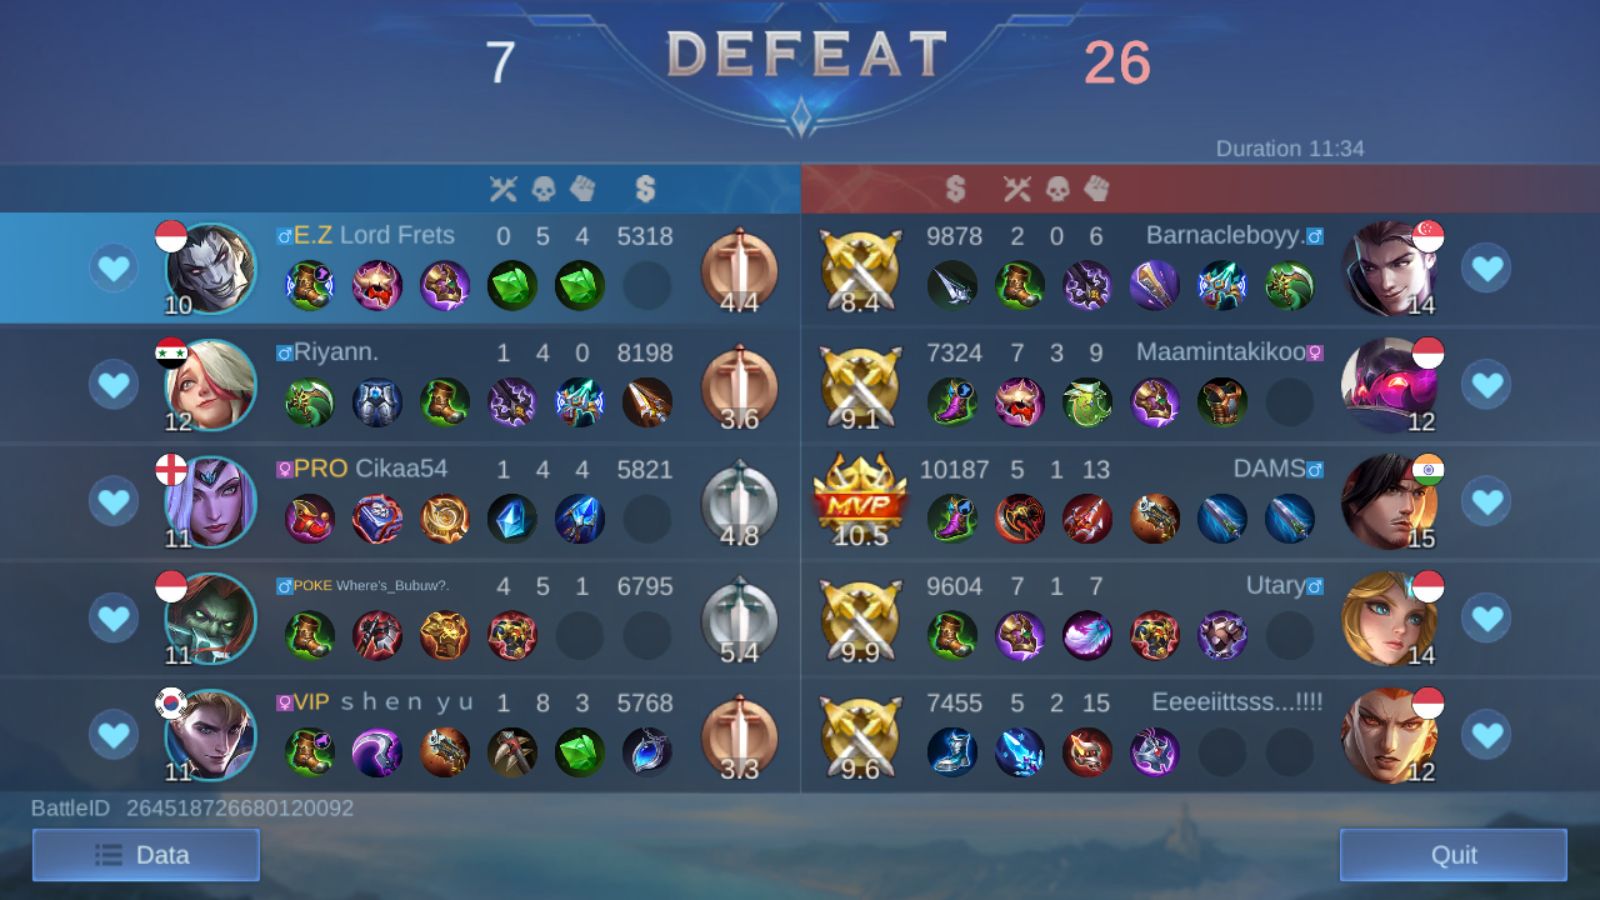 7 DEFEAT 26
Duration 11:34
E.Z Lord Frets 0 5 4 5318
10 4.4
9878 2 0 6 Barnacleboyy.
8.4 14
Riyann. 1 4 0 8198
12 3.6
7324 7 3 9 Maamintakikoo
9.1 12
PRO Cikaa54 1 4 4 5821
11 4.8
10187 5 1 13 DAMS
MVP
10.5 15
POKE Where's_Bubuw?. 4 5 1 6795
11 5.4
9604 7 1 7 Utary
9.9 14
VIP s h e n y u 1 8 3 5768
11 3.3
7455 5 2 15 Eeeeiittsss...!!!!
9.6 12
BattleID 264518726680120092
Data
Quit